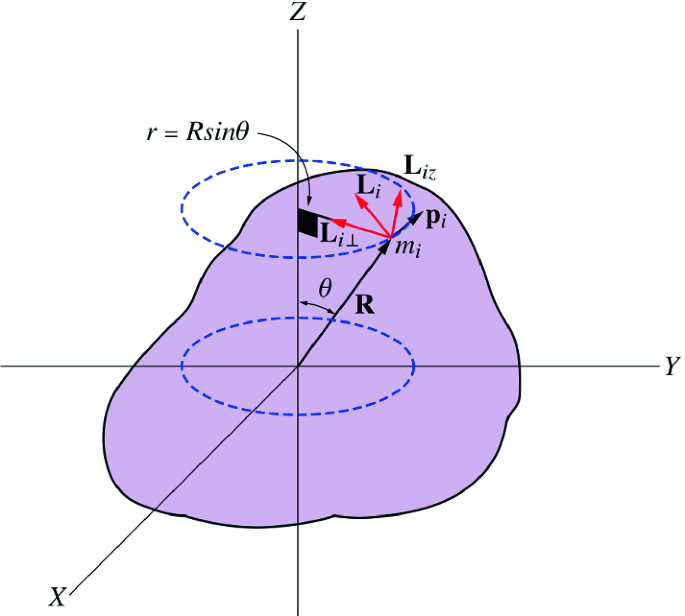 Z
r = Rsinθ
L_iz
L_i
p_i
L_i⊥
m_i
θ
R
Y
X